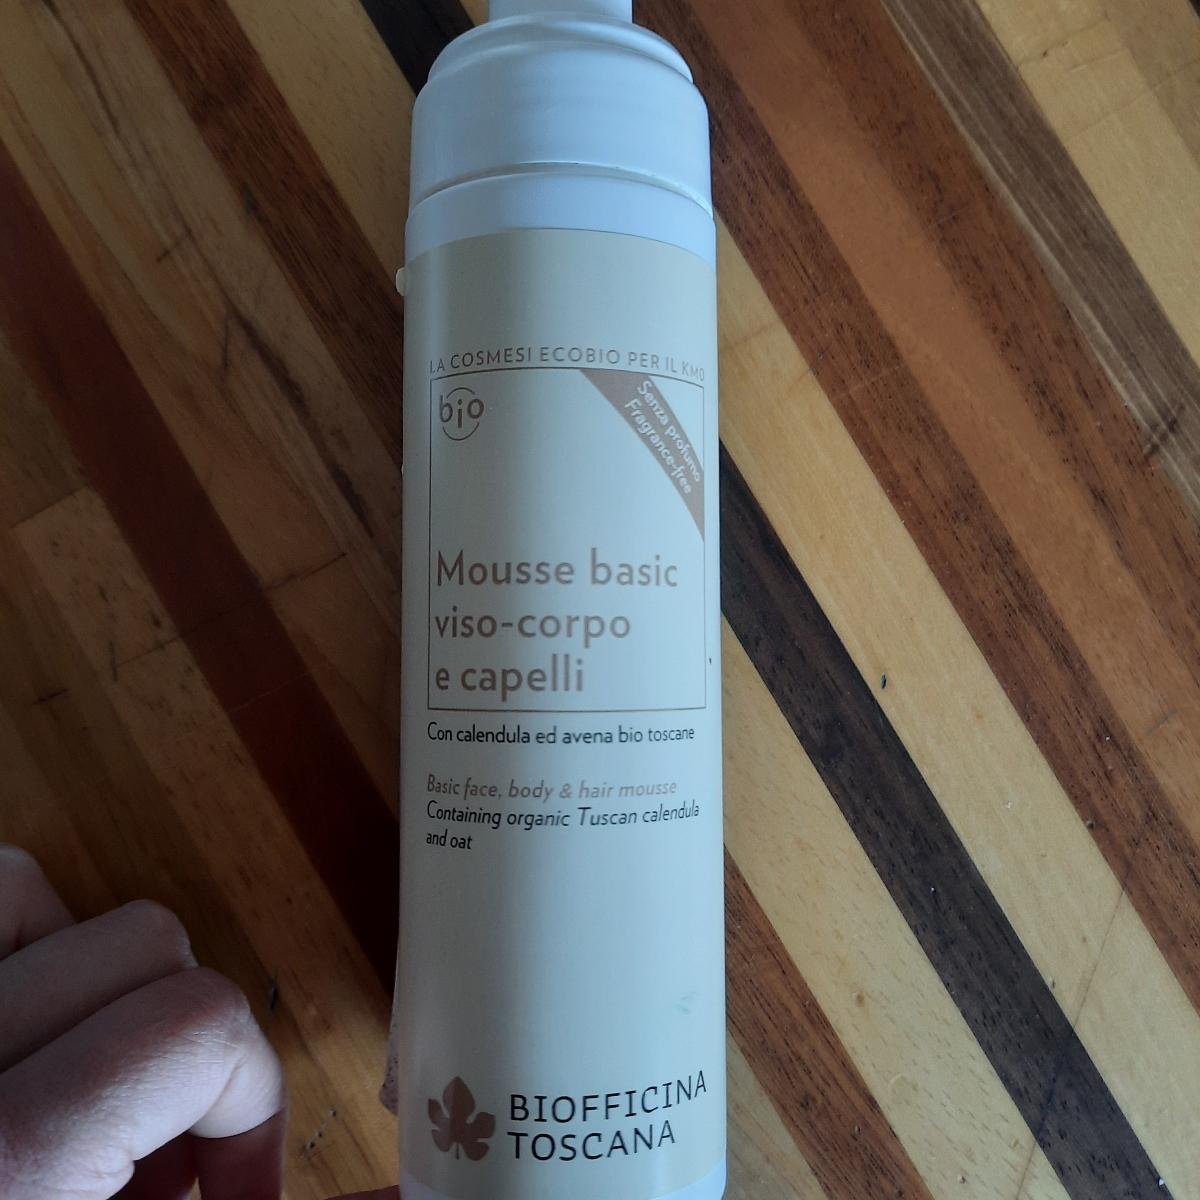 LA COSMESI ECOBIO PER IL KM0
bio
Senza profumo
Fragrance-free
Mousse basic
viso-corpo
e capelli
Con calendula ed avena bio toscane
Basic face, body & hair mousse
Containing organic Tuscan calendula
and oat
BIOFFICINA
TOSCANA